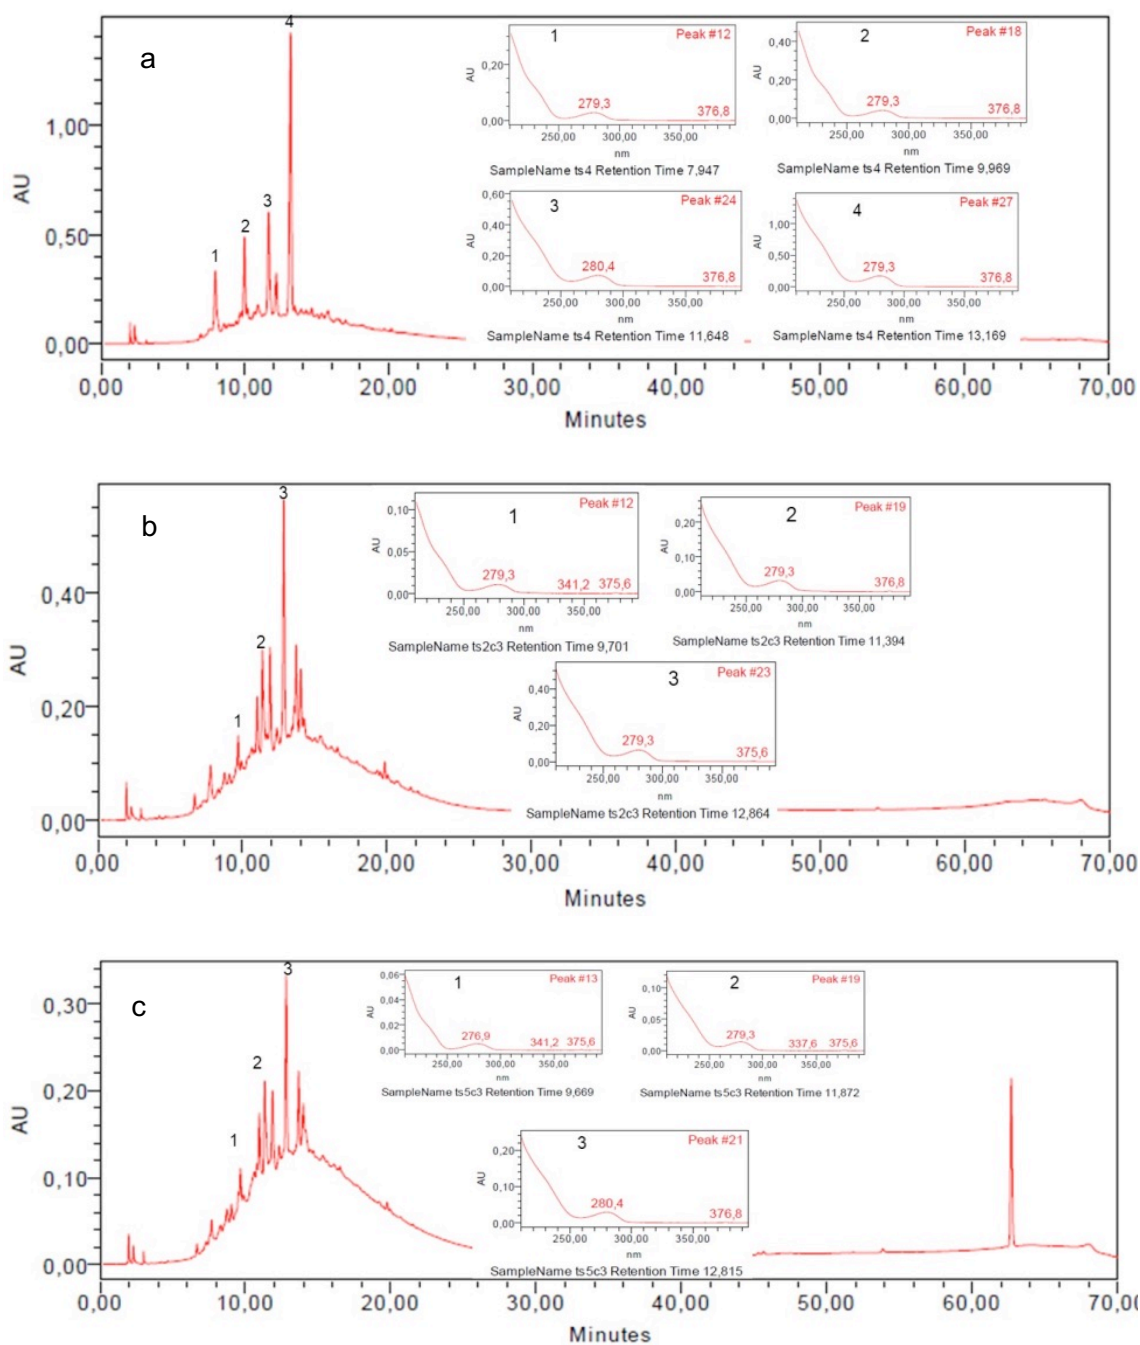 a
AU
1,00
0,50
0,00
1
2
3
4
0,00 10,00 20,00 30,00 40,00 50,00 60,00 70,00
Minutes
1
Peak #12
AU
0,20
0,00
279,3
376,8
250,00 300,00 350,00
nm
SampleName ts4 Retention Time 7,947
2
Peak #18
AU
0,40
0,20
0,00
279,3
376,8
250,00 300,00 350,00
nm
SampleName ts4 Retention Time 9,969
3
Peak #24
AU
0,60
0,40
0,20
0,00
280,4
376,8
250,00 300,00 350,00
nm
SampleName ts4 Retention Time 11,648
4
Peak #27
AU
1,00
0,50
0,00
279,3
376,8
250,00 300,00 350,00
nm
SampleName ts4 Retention Time 13,169
b
AU
0,40
0,20
0,00
1
2
3
0,00 10,00 20,00 30,00 40,00 50,00 60,00 70,00
Minutes
1
Peak #12
AU
0,10
0,05
0,00
279,3
341,2 375,6
250,00 300,00 350,00
nm
SampleName ts2c3 Retention Time 9,701
2
Peak #19
AU
0,20
0,10
0,00
279,3
376,8
250,00 300,00 350,00
nm
SampleName ts2c3 Retention Time 11,394
3
Peak #23
AU
0,40
0,20
0,00
279,3
375,6
250,00 300,00 350,00
nm
SampleName ts2c3 Retention Time 12,864
c
AU
0,30
0,20
0,10
0,00
1
2
3
0,00 10,00 20,00 30,00 40,00 50,00 60,00 70,00
Minutes
1
Peak #13
AU
0,06
0,04
0,02
0,00
276,9
341,2 375,6
250,00 300,00 350,00
nm
SampleName ts5c3 Retention Time 9,669
2
Peak #19
AU
0,10
0,05
0,00
279,3
337,6 375,6
250,00 300,00 350,00
nm
SampleName ts5c3 Retention Time 11,872
3
Peak #21
AU
0,20
0,10
0,00
280,4
376,8
250,00 300,00 350,00
nm
SampleName ts5c3 Retention Time 12,815